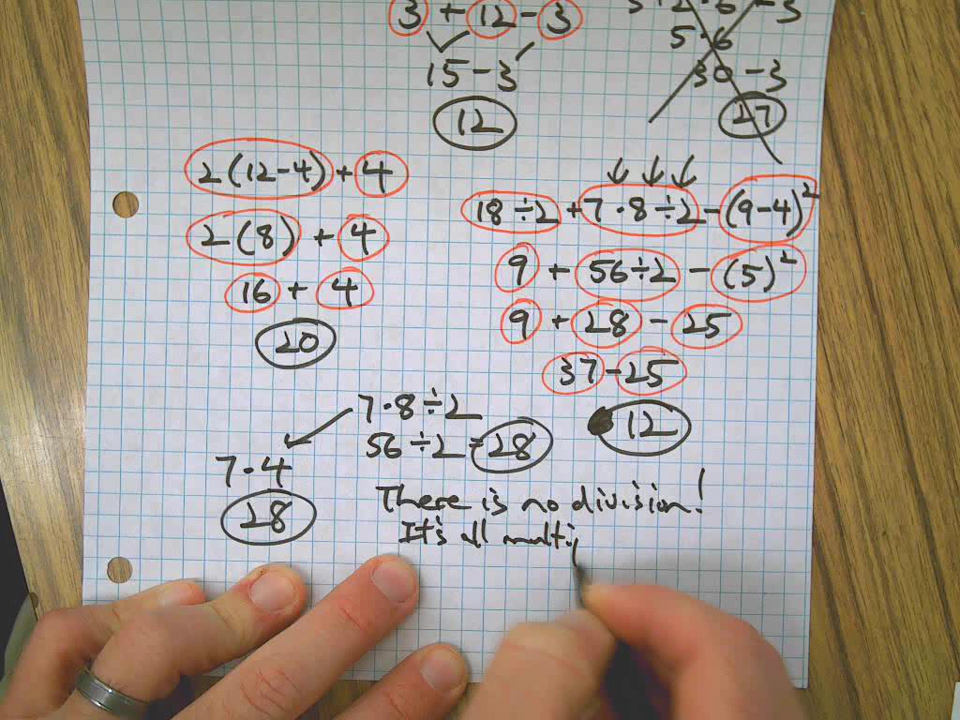 3 + 12 - 3
15 - 3
12
5 · 6
30 - 3
27
2(12-4) + 4
2(8) + 4
16 + 4
20
18 ÷ 2 + 7 · 8 ÷ 2 - (9-4)²
9 + 56 ÷ 2 - (5)²
9 + 28 - 25
37 - 25
12
7 · 8 ÷ 2
56 ÷ 2 = 28
7 · 4
28
There is no division!
It's all multi